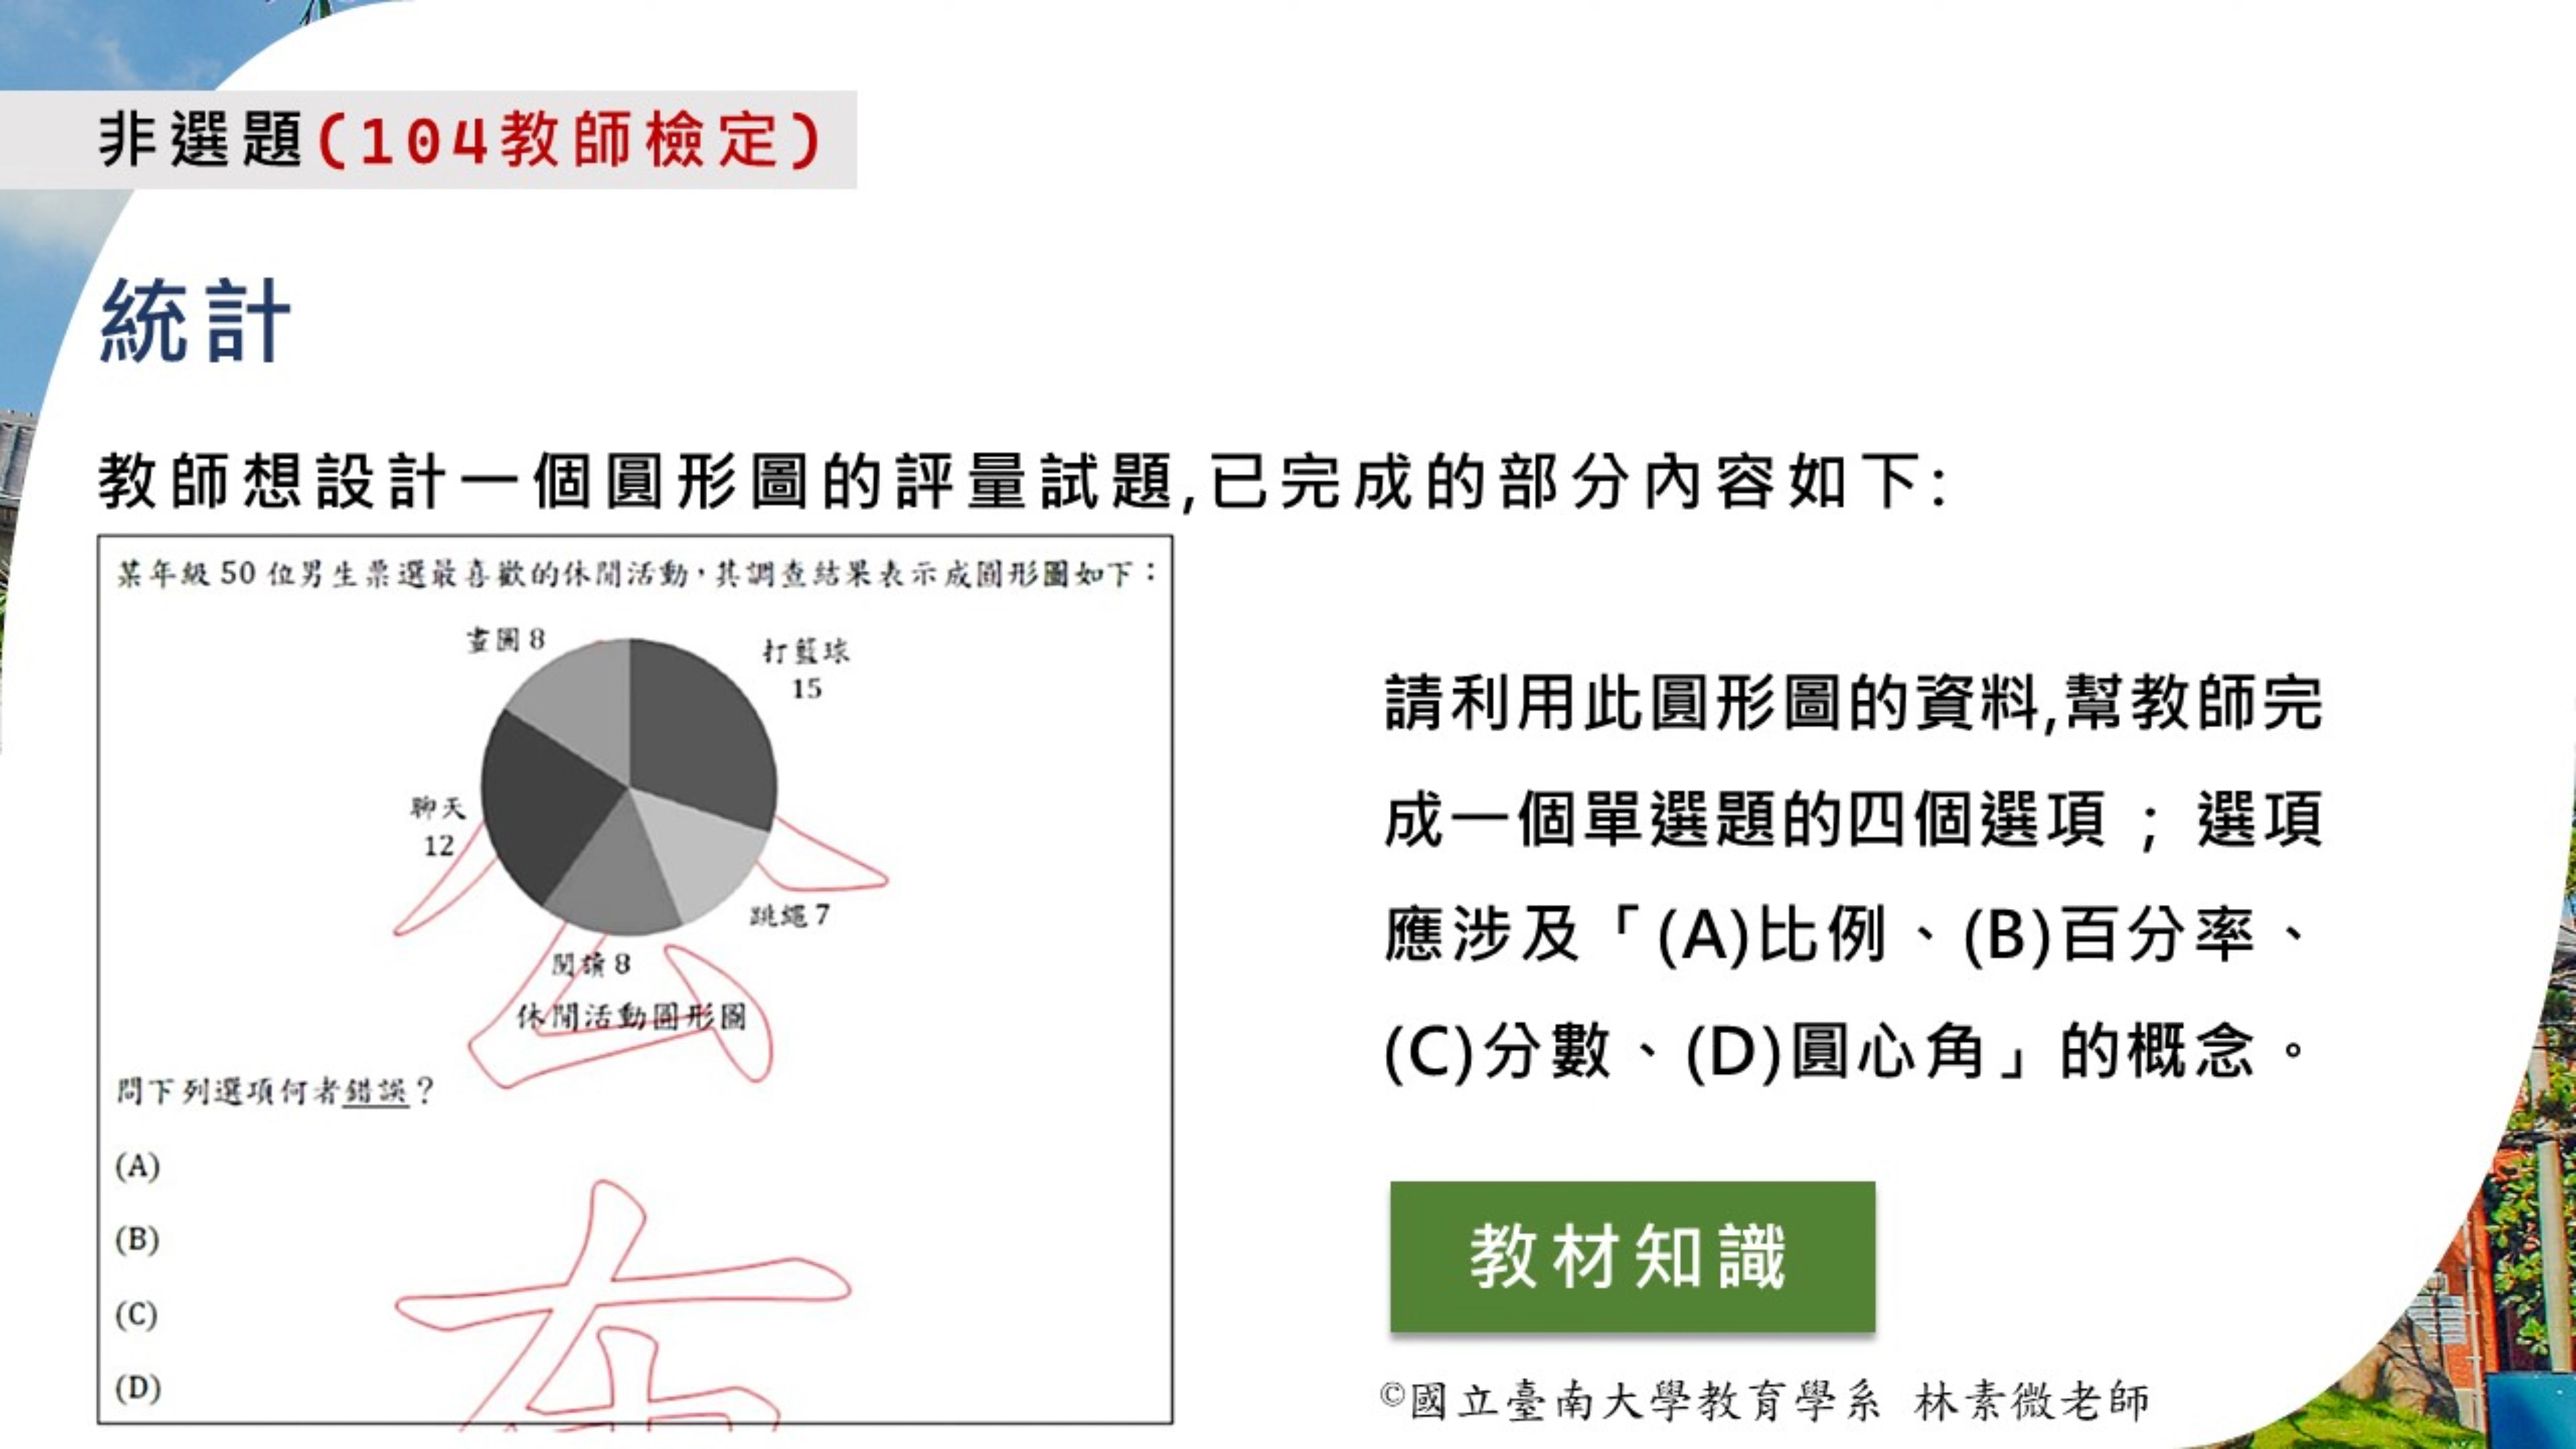 非選題(104教師檢定)
統計
教師想設計一個圓形圖的評量試題,已完成的部分內容如下:
某年級 50 位男生票選最喜歡的休閒活動，其調查結果表示成圓形圖如下：
畫圖 8
打籃球
15
聊天
12
跳繩 7
閱讀 8
休閒活動圓形圖
問下列選項何者錯誤？
(A)
(B)
(C)
(D)
請利用此圓形圖的資料,幫教師完
成一個單選題的四個選項；選項
應涉及「(A)比例、(B)百分率、
(C)分數、(D)圓心角」的概念。
教材知識
©國立臺南大學教育學系 林素微老師